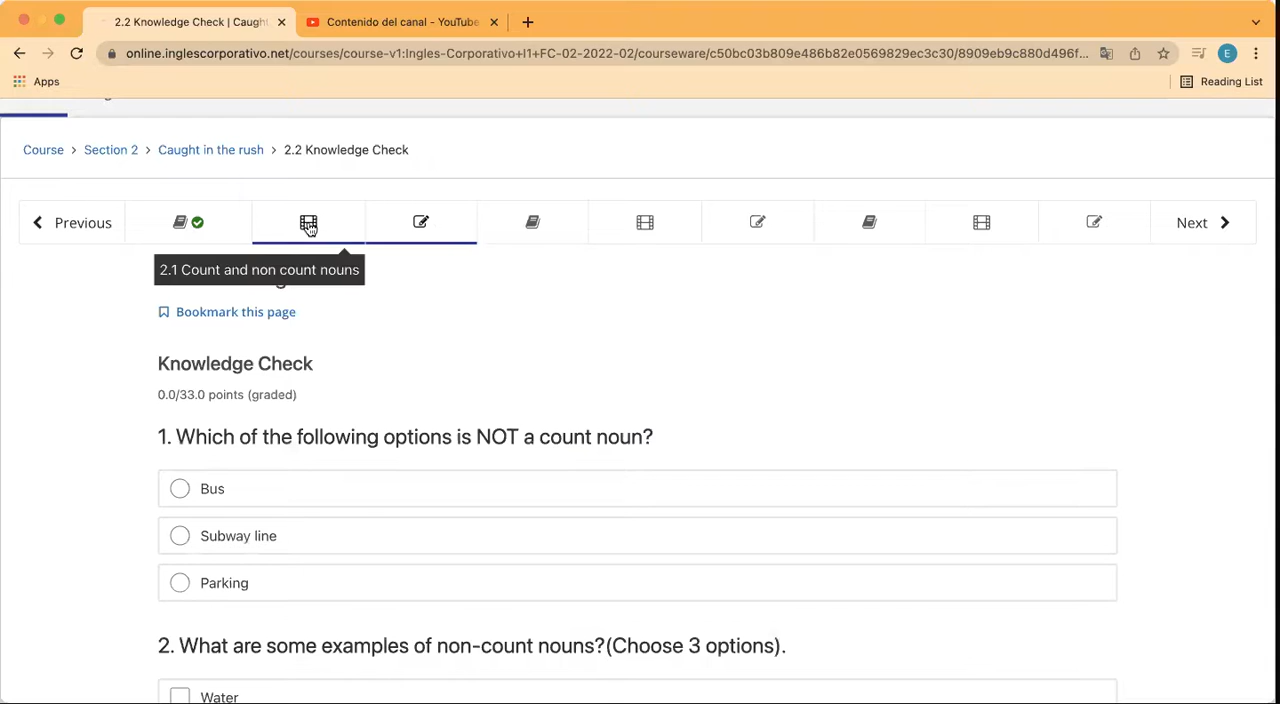 2.2 Knowledge Check | Caught
Contenido del canal - YouTube
online.inglescorporativo.net/courses/course-v1:Ingles-Corporativo+I1+FC-02-2022-02/courseware/c50bc03b809e486b82e0569829ec3c30/8909eb9c880d496f...
E
Apps
Reading List
Course > Section 2 > Caught in the rush > 2.2 Knowledge Check
Previous
Next
2.1 Count and non count nouns
Bookmark this page
Knowledge Check
0.0/33.0 points (graded)
1. Which of the following options is NOT a count noun?
Bus
Subway line
Parking
2. What are some examples of non-count nouns?(Choose 3 options).
Water